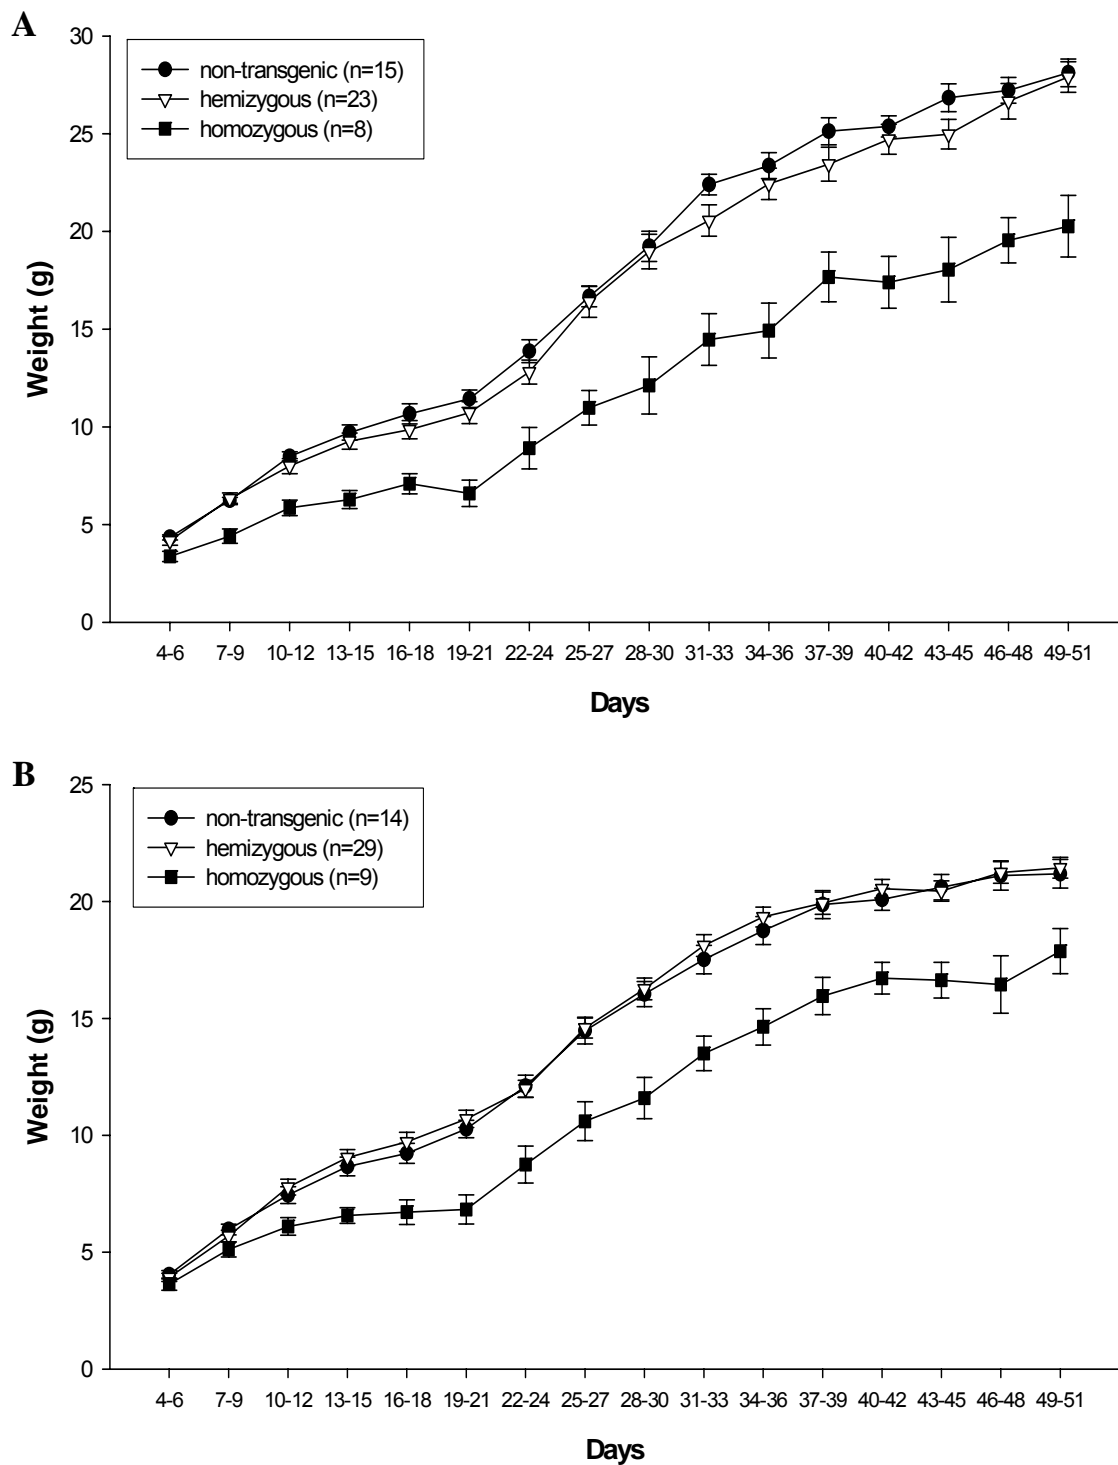 A
30
25
20
15
10
5
0
Weight (g)
non-transgenic (n=15)
hemizygous (n=23)
homozygous (n=8)
4-6 7-9 10-12 13-15 16-18 19-21 22-24 25-27 28-30 31-33 34-36 37-39 40-42 43-45 46-48 49-51
Days
B
25
20
15
10
5
0
Weight (g)
non-transgenic (n=14)
hemizygous (n=29)
homozygous (n=9)
4-6 7-9 10-12 13-15 16-18 19-21 22-24 25-27 28-30 31-33 34-36 37-39 40-42 43-45 46-48 49-51
Days